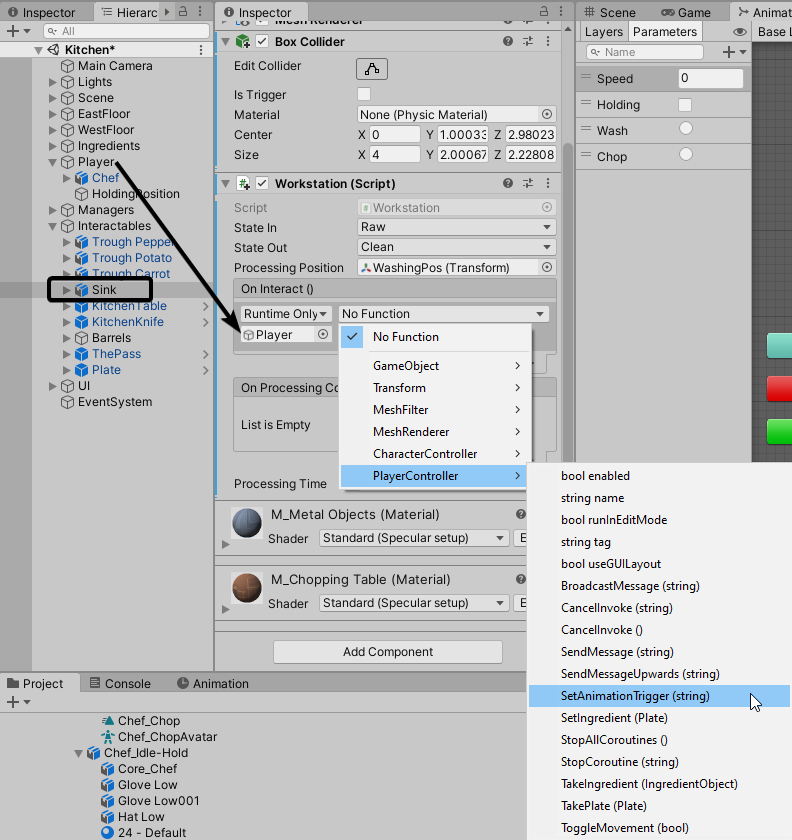 Inspector
Hierarc
All
Kitchen*
Main Camera
Lights
Scene
EastFloor
WestFloor
Ingredients
Player
Chef
HoldingPosition
Managers
Interactables
Trough Pepper
Trough Potato
Trough Carrot
Sink
KitchenTable
KitchenKnife
Barrels
ThePass
Plate
UI
EventSystem
Inspector
Mesh Renderer
Box Collider
Edit Collider
Is Trigger
Material None (Physic Material)
Center X 0 Y 1.00033 Z 2.98023
Size X 4 Y 2.00067 Z 2.22808
Workstation (Script)
Script Workstation
State In Raw
State Out Clean
Processing Position WashingPos (Transform)
On Interact ()
Runtime Only No Function
Player
On Processing Co
List is Empty
Processing Time
No Function
GameObject
Transform
MeshFilter
MeshRenderer
CharacterController
PlayerController
bool enabled
string name
bool runInEditMode
string tag
bool useGUILayout
BroadcastMessage (string)
CancelInvoke (string)
CancelInvoke ()
SendMessage (string)
SendMessageUpwards (string)
SetAnimationTrigger (string)
SetIngredient (Plate)
StopAllCoroutines ()
StopCoroutine (string)
TakeIngredient (IngredientObject)
TakePlate (Plate)
ToggleMovement (bool)
M_Metal Objects (Material)
Shader Standard (Specular setup) E
M_Chopping Table (Material)
Shader Standard (Specular setup) E
Add Component
Scene Game Animat
Layers Parameters Base L
Name
Speed 0
Holding
Wash
Chop
Project Console Animation
Chef_Chop
Chef_ChopAvatar
Chef_Idle-Hold
Core_Chef
Glove Low
Glove Low001
Hat Low
24 - Default